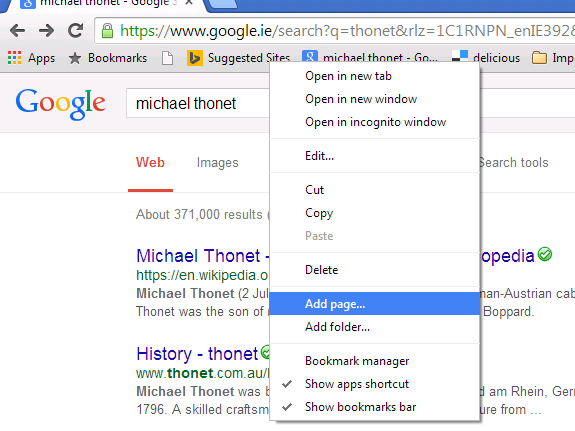 michael thonet - Google S
https://www.google.ie/search?q=thonet&rlz=1C1RNPN_enIE392&
Apps Bookmarks Suggested Sites michael thonet - Go... delicious Imp
Google michael thonet
Web Images Search tools
About 371,000 results (
Michael Thonet - opedia
https://en.wikipedia.o
Michael Thonet (2 Jul man-Austrian cab
Thonet was the son of Boppard.
History - thonet
www.thonet.com.au/
Michael Thonet was b d am Rhein, Gern
1796. A skilled craftsm ure from ...
Open in new tab
Open in new window
Open in incognito window
Edit...
Cut
Copy
Paste
Delete
Add page...
Add folder...
Bookmark manager
Show apps shortcut
Show bookmarks bar